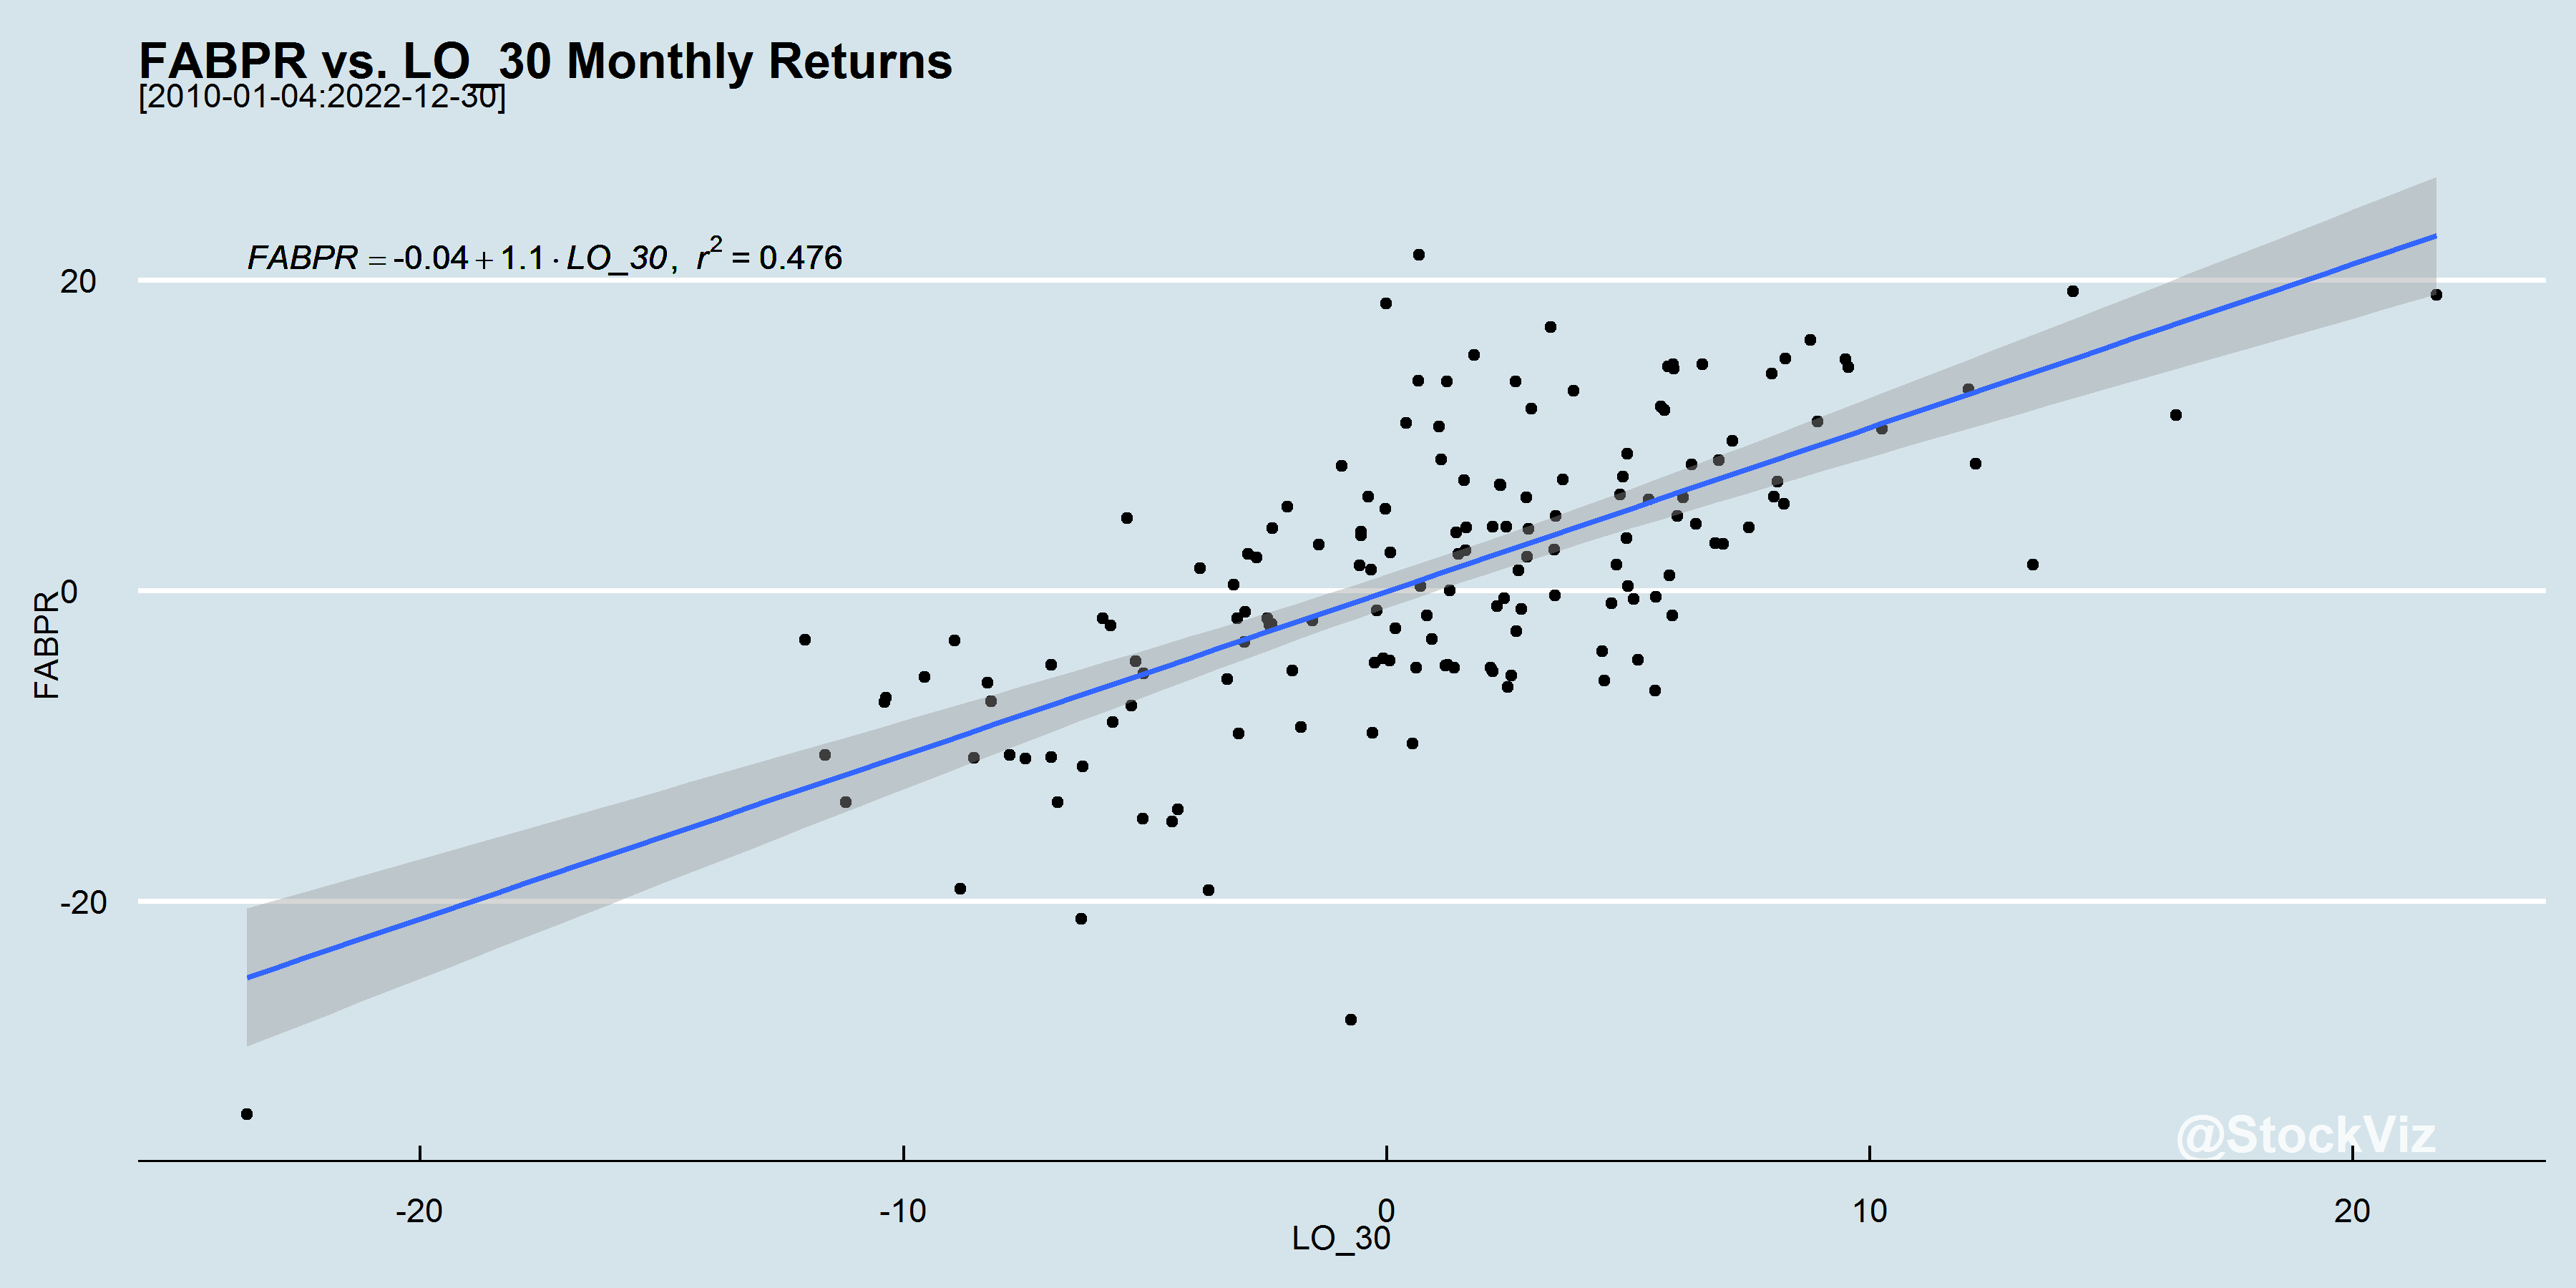 FABPR vs. LO_30 Monthly Returns
[2010-01-04:2022-12-30]
FABPR = -0.04 + 1.1 · LO_30, r² = 0.476
20
0
-20
FABPR
@StockViz
-20 -10 0 10 20
LO_30